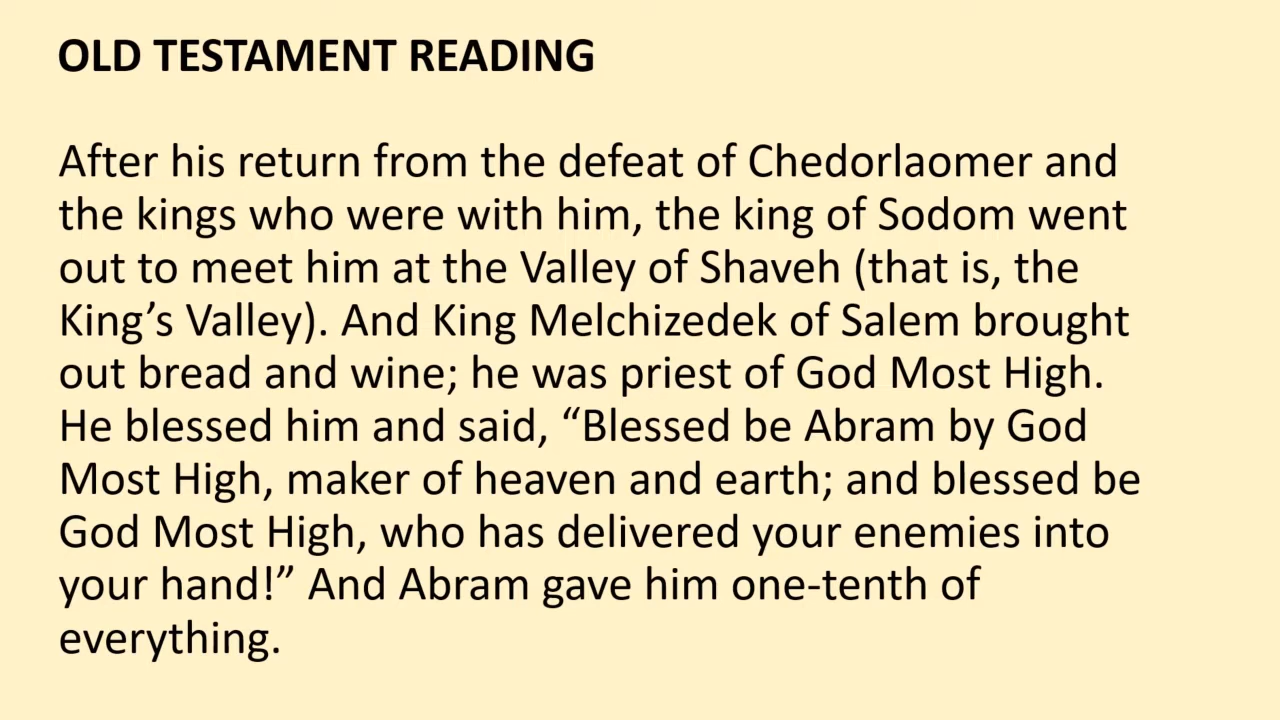 OLD TESTAMENT READING
After his return from the defeat of Chedorlaomer and
the kings who were with him, the king of Sodom went
out to meet him at the Valley of Shaveh (that is, the
King’s Valley). And King Melchizedek of Salem brought
out bread and wine; he was priest of God Most High.
He blessed him and said, “Blessed be Abram by God
Most High, maker of heaven and earth; and blessed be
God Most High, who has delivered your enemies into
your hand!” And Abram gave him one-tenth of
everything.